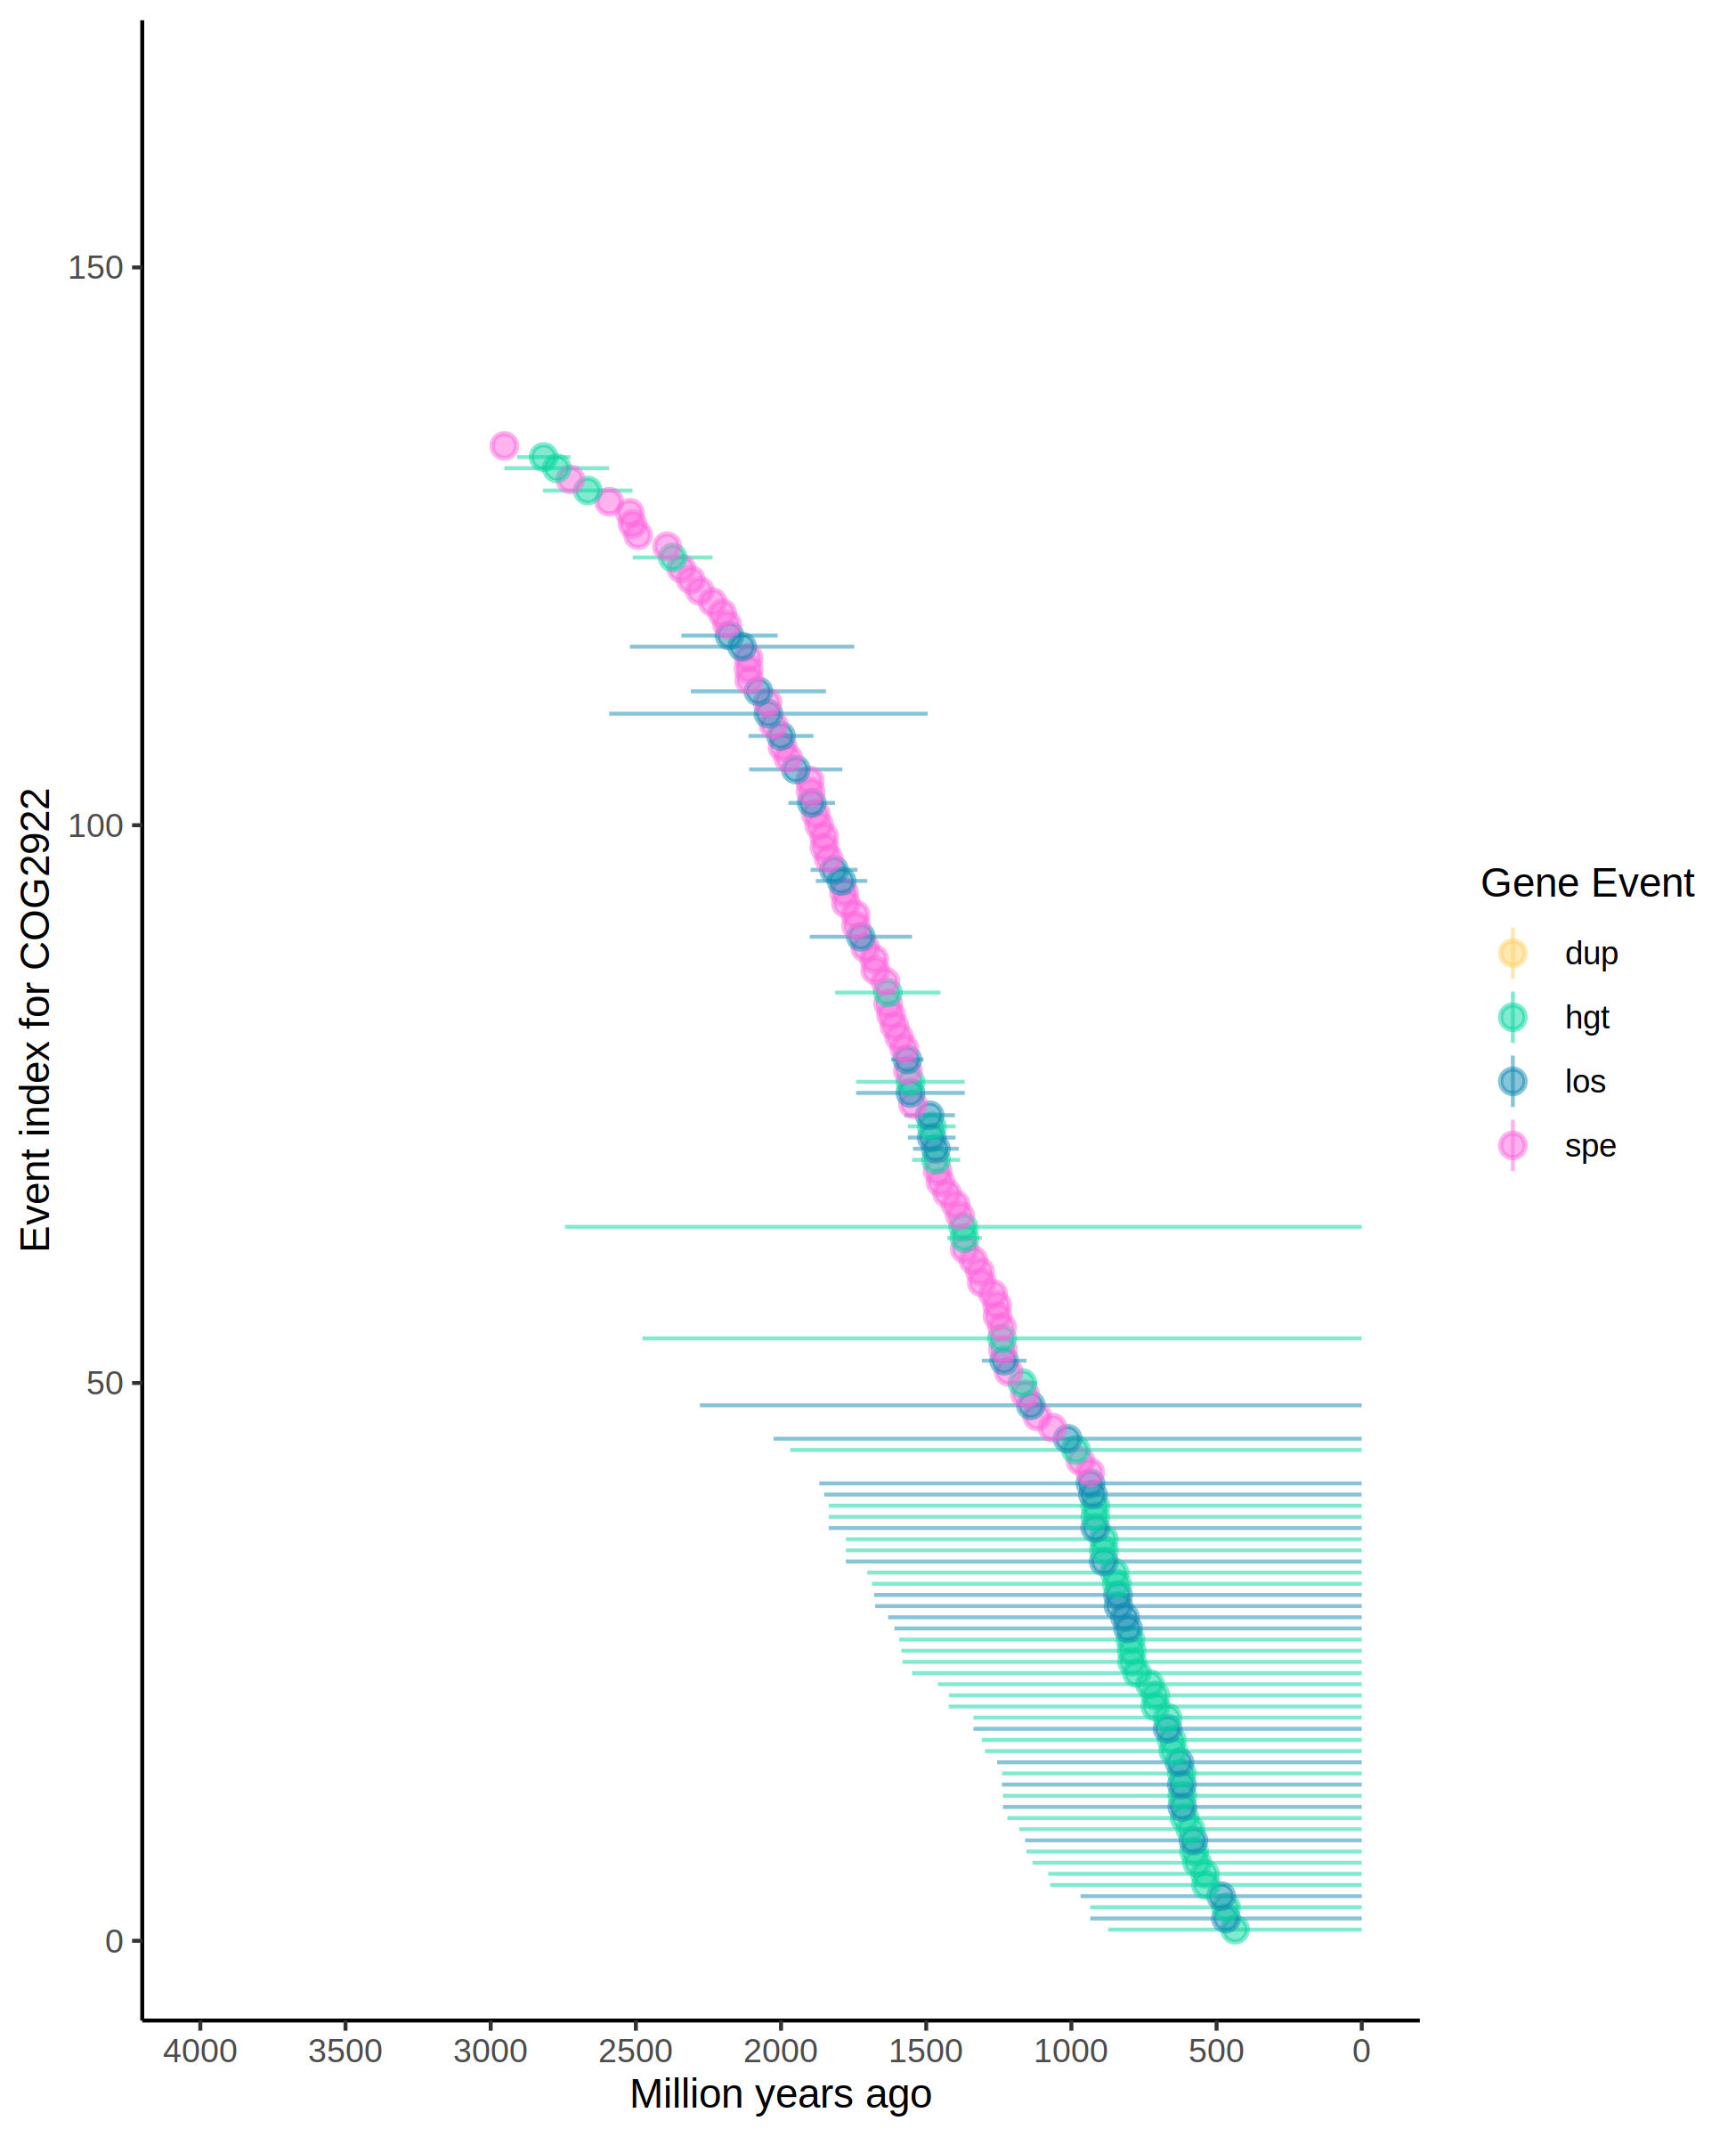 150
100
50
0
Event index for COG2922
4000 3500 3000 2500 2000 1500 1000 500 0
Million years ago
Gene Event
dup
hgt
los
spe